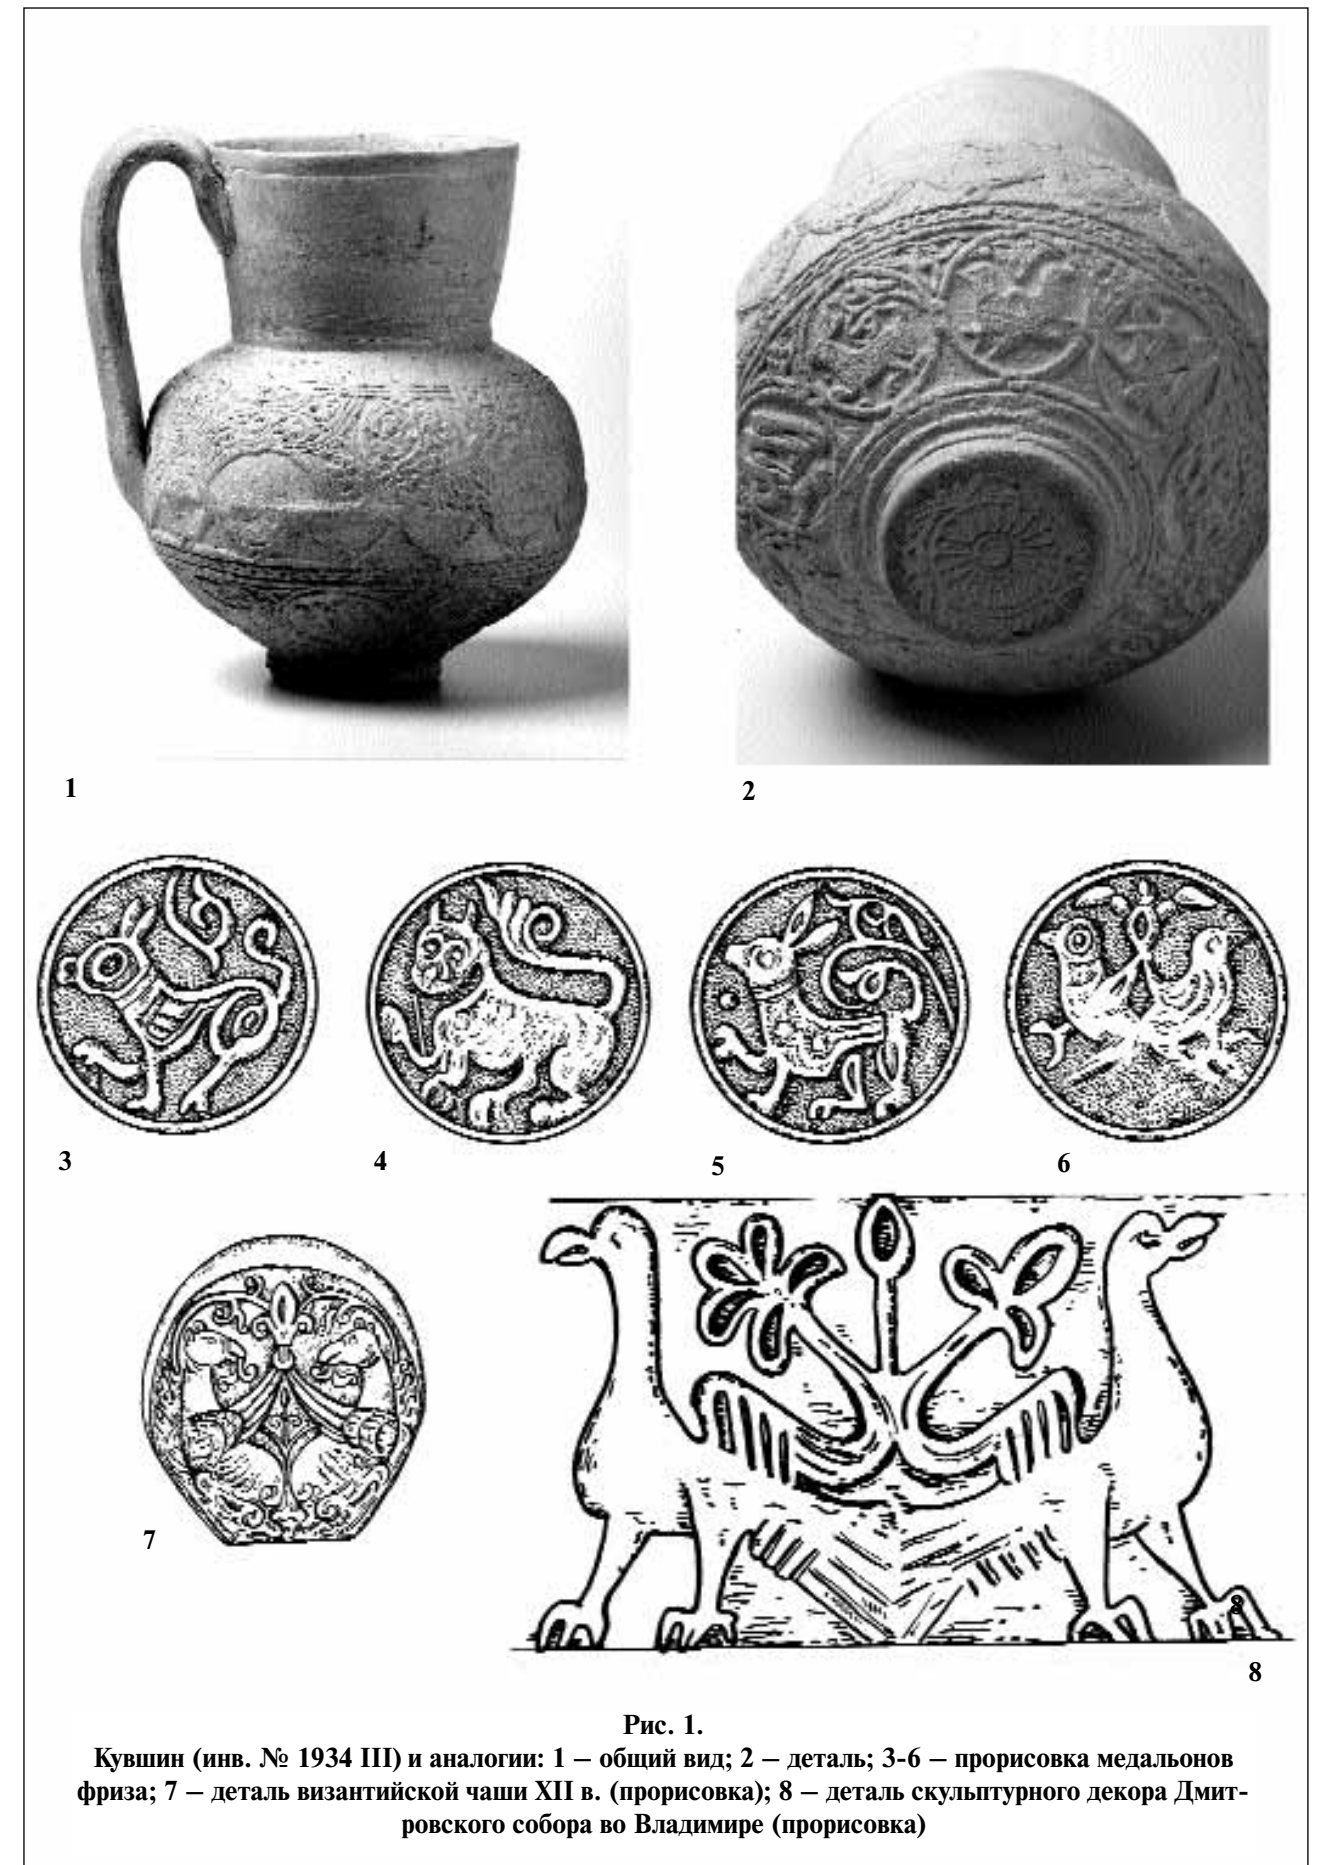 1
2
3
4
5
6
7
8
8
Рис. 1.
Кувшин (инв. № 1934 III) и аналогии: 1 – общий вид; 2 – деталь; 3-6 – прорисовка медальонов
фриза; 7 – деталь византийской чаши XII в. (прорисовка); 8 – деталь скульптурного декора Дмит-
ровского собора во Владимире (прорисовка)